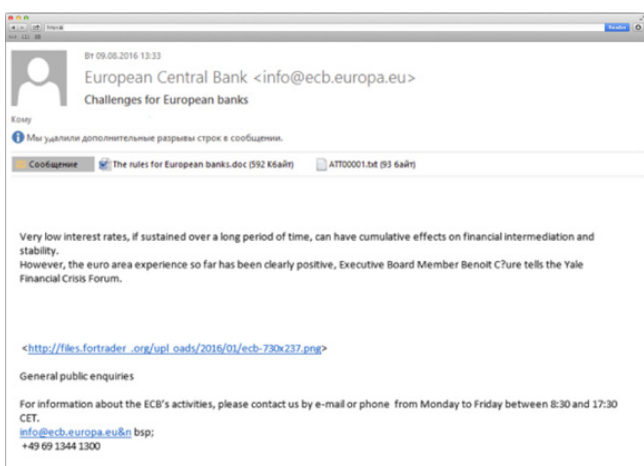 Reader
Вт 09.08.2016 13:33
European Central Bank <info@ecb.europa.eu>
Challenges for European banks
Кому
Мы удалили дополнительные разрывы строк в сообщении.
Сообщение The rules for European banks.doc (592 Кбайт) ATT00001.txt (93 байт)
Very low interest rates, if sustained over a long period of time, can have cumulative effects on financial intermediation and
stability.
However, the euro area experience so far has been clearly positive, Executive Board Member Benoit C?ure tells the Yale
Financial Crisis Forum.
<http://files.fortrader .org/upl oads/2016/01/ecb-730x237.png>
General public enquiries
For information about the ECB's activities, please contact us by e-mail or phone from Monday to Friday between 8:30 and 17:30
CET.
info@ecb.europa.eu&n bsp;
+49 69 1344 1300